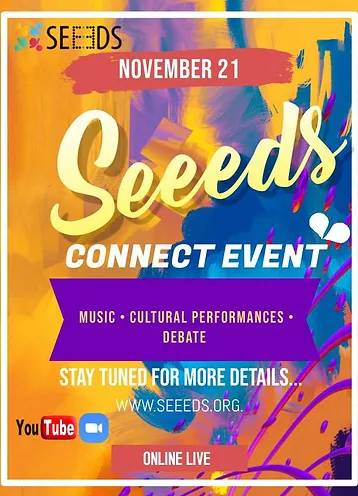 SEEEDS
NOVEMBER 21
Seeeds
CONNECT EVENT
MUSIC • CULTURAL PERFORMANCES •
DEBATE
STAY TUNED FOR MORE DETAILS...
WWW.SEEEDS.ORG.
YouTube
ONLINE LIVE